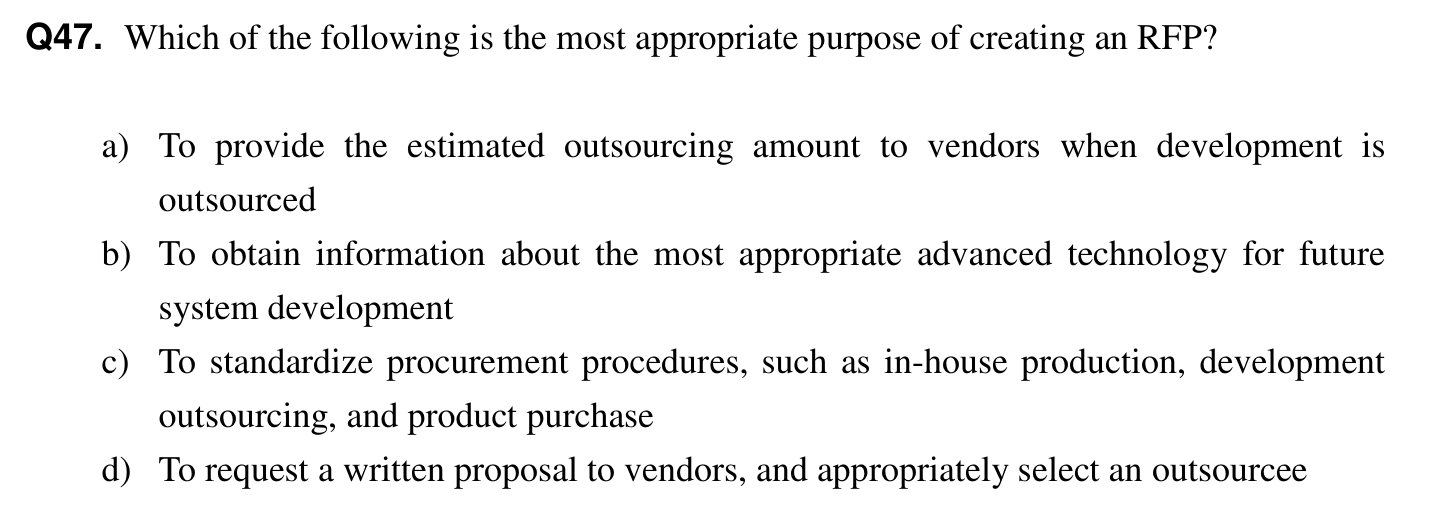 Q47. Which of the following is the most appropriate purpose of creating an RFP?
a) To provide the estimated outsourcing amount to vendors when development is
outsourced
b) To obtain information about the most appropriate advanced technology for future
system development
c) To standardize procurement procedures, such as in-house production, development
outsourcing, and product purchase
d) To request a written proposal to vendors, and appropriately select an outsourcee